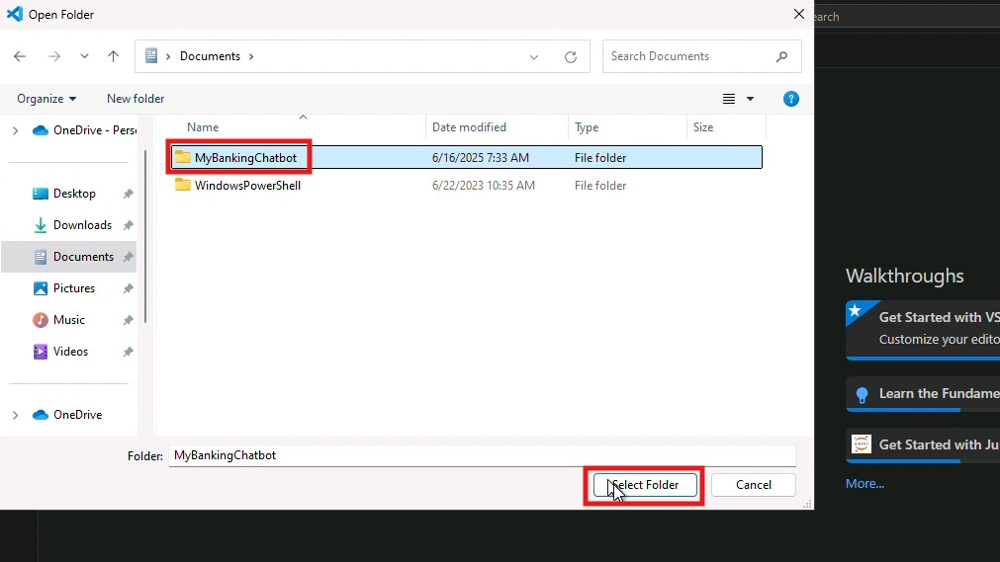 Open Folder
earch
Documents
Search Documents
Organize
New folder
OneDrive - Pers
Name
Date modified
Type
Size
MyBankingChatbot
6/16/2025 7:33 AM
File folder
WindowsPowerShell
6/22/2023 10:35 AM
File folder
Desktop
Downloads
Documents
Pictures
Music
Videos
OneDrive
Folder:
MyBankingChatbot
Select Folder
Cancel
Walkthroughs
Get Started with VS
Customize your edito
Learn the Fundame
Get Started with Ju
More...